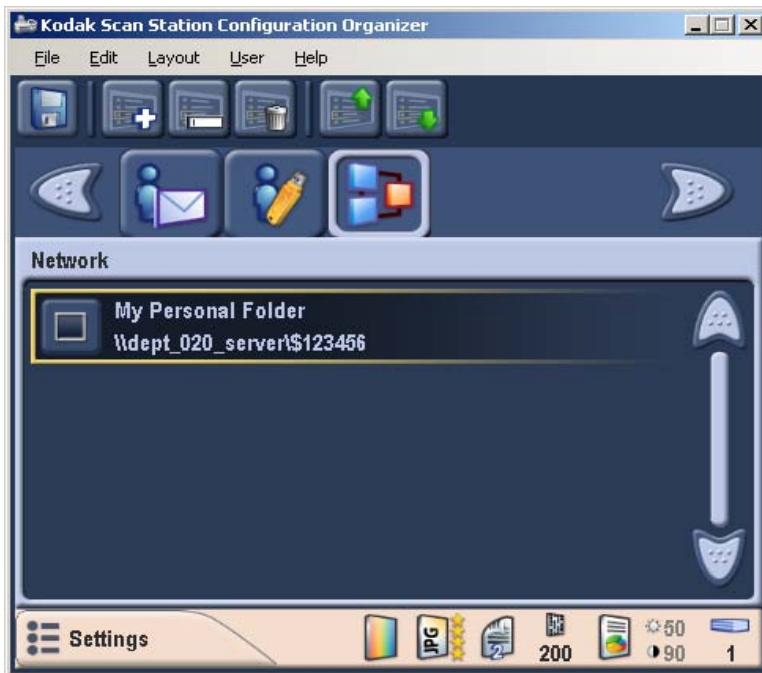 Kodak Scan Station Configuration Organizer
File Edit Layout User Help
Network
My Personal Folder
\\dept_020_server\$123456
Settings
JPG
2
200
50
90
1